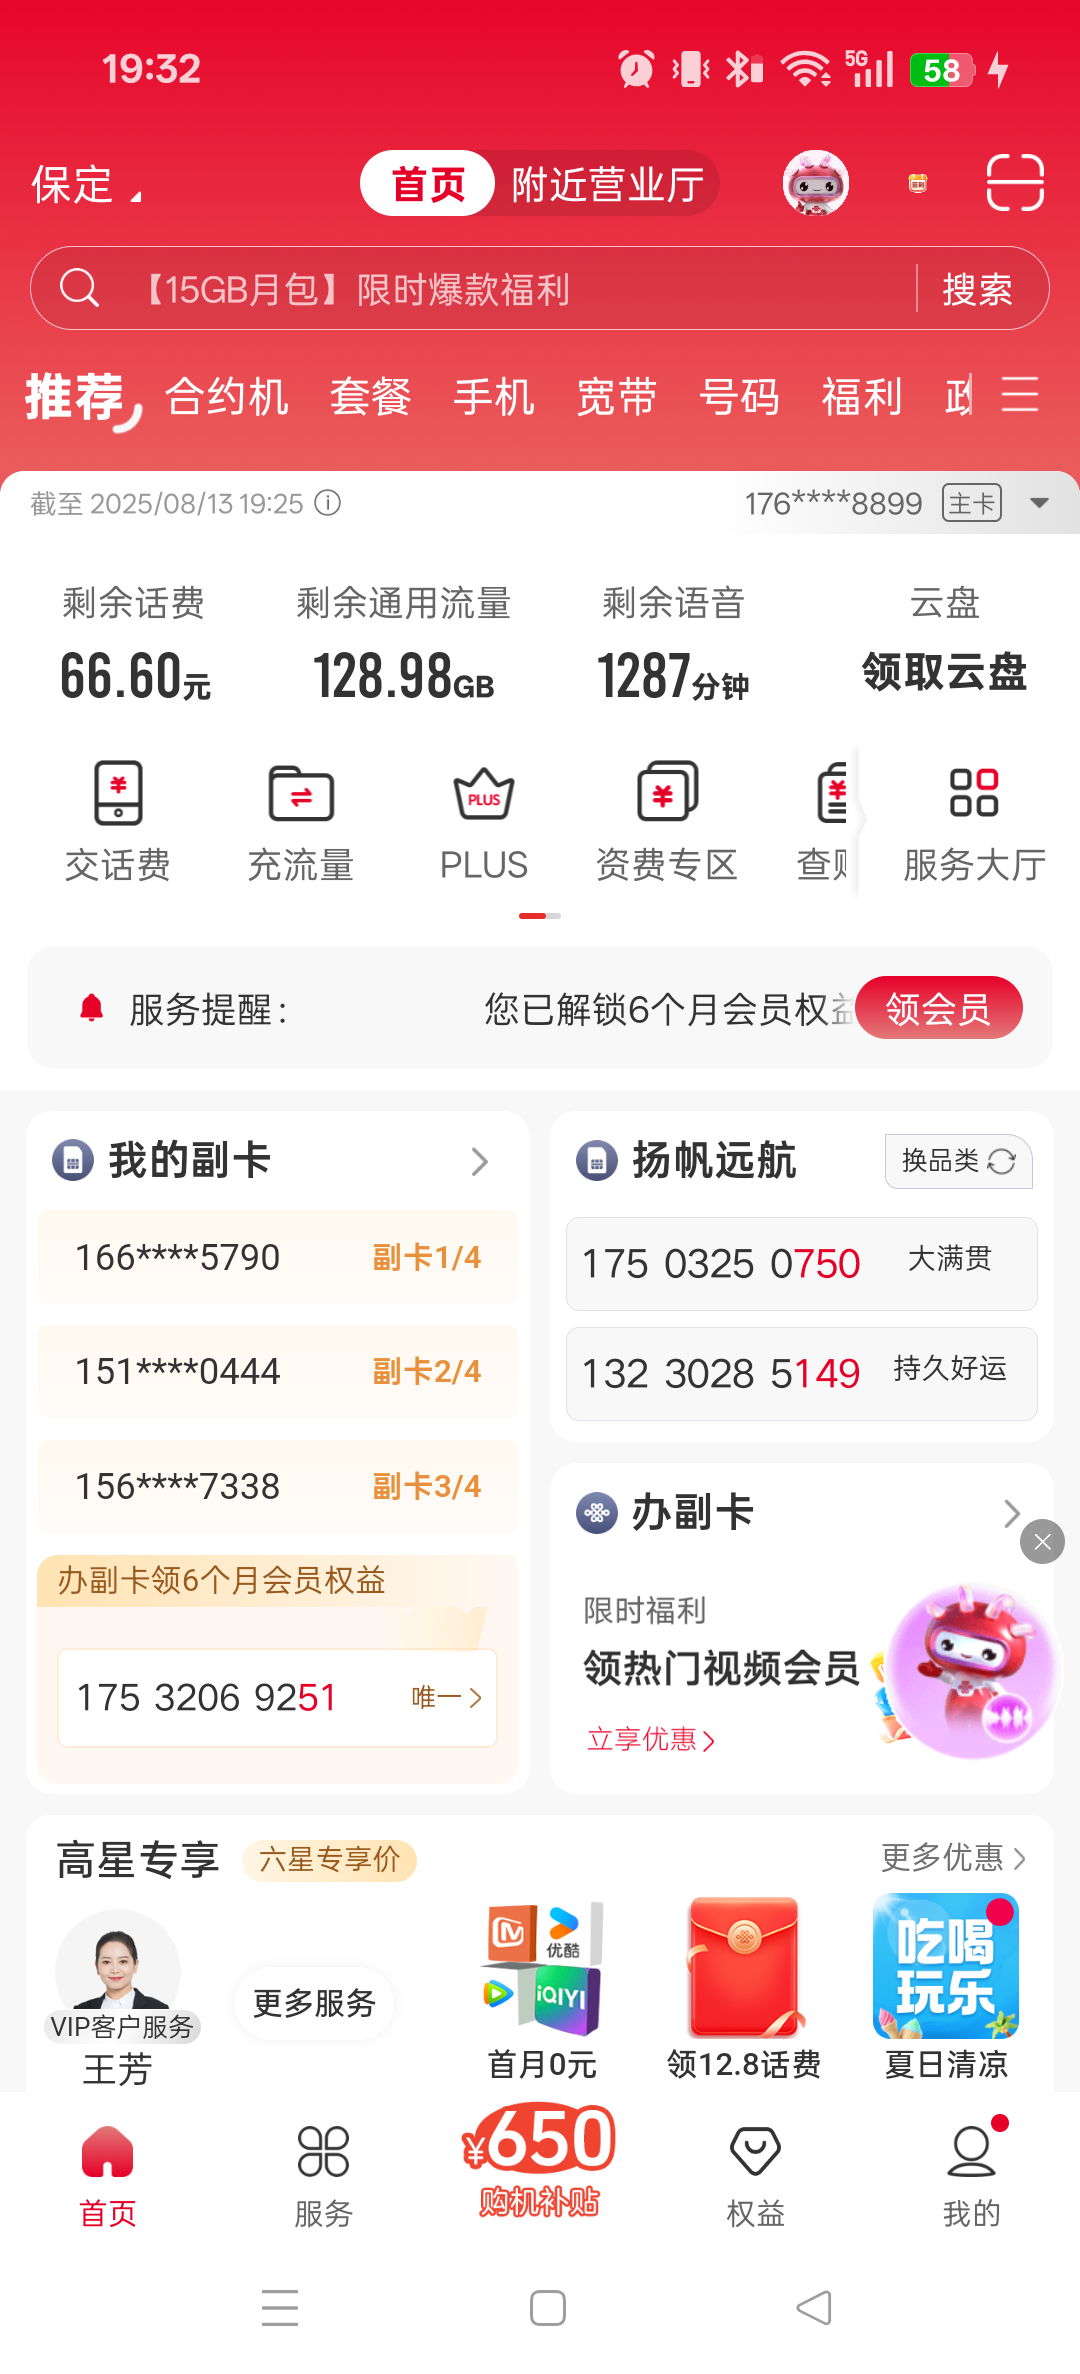 19:32
5G
58
保定
首页
附近营业厅
【15GB月包】限时爆款福利
搜索
推荐
合约机
套餐
手机
宽带
号码
福利
截至 2025/08/13 19:25
176****8899
主卡
剩余话费
剩余通用流量
剩余语音
云盘
66.60元
128.98GB
1287分钟
领取云盘
PLUS
交话费
充流量
PLUS
资费专区
查
服务大厅
服务提醒：
您已解锁6个月会员权益
领会员
我的副卡
166****5790
副卡1/4
151****0444
副卡2/4
156****7338
副卡3/4
办副卡领6个月会员权益
175 3206 9251
唯一
扬帆远航
换品类
175 0325 0750
大满贯
132 3028 5149
持久好运
办副卡
限时福利
领热门视频会员
立享优惠
高星专享
六星专享价
更多优惠
VIP客户服务
王芳
更多服务
优酷
iQIYI
首月0元
领12.8话费
吃喝
玩乐
夏日清凉
首页
服务
¥650
购机补贴
权益
我的